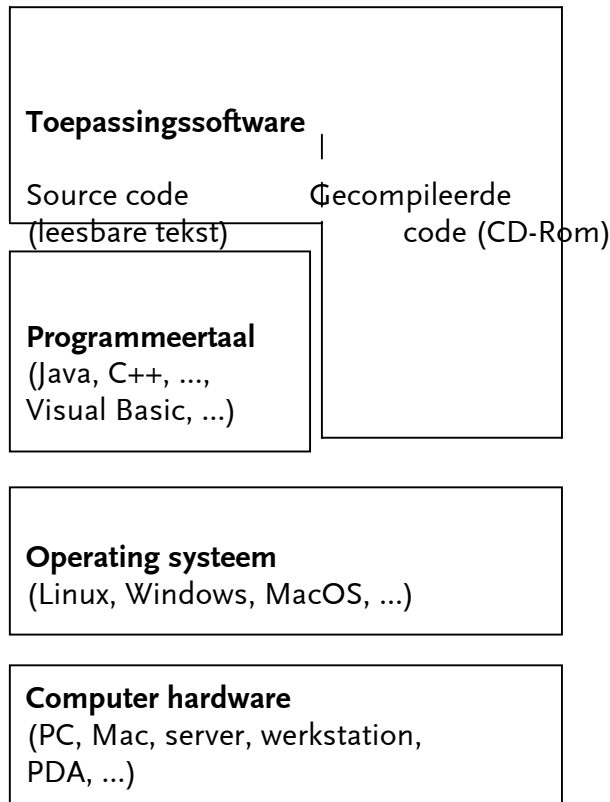 Toepassingssoftware
Source code Gecompileerde
(leesbare tekst) code (CD-Rom)
Programmeertaal
(Java, C++, ...,
Visual Basic, ...)
Operating systeem
(Linux, Windows, MacOS, ...)
Computer hardware
(PC, Mac, server, werkstation,
PDA, ...)